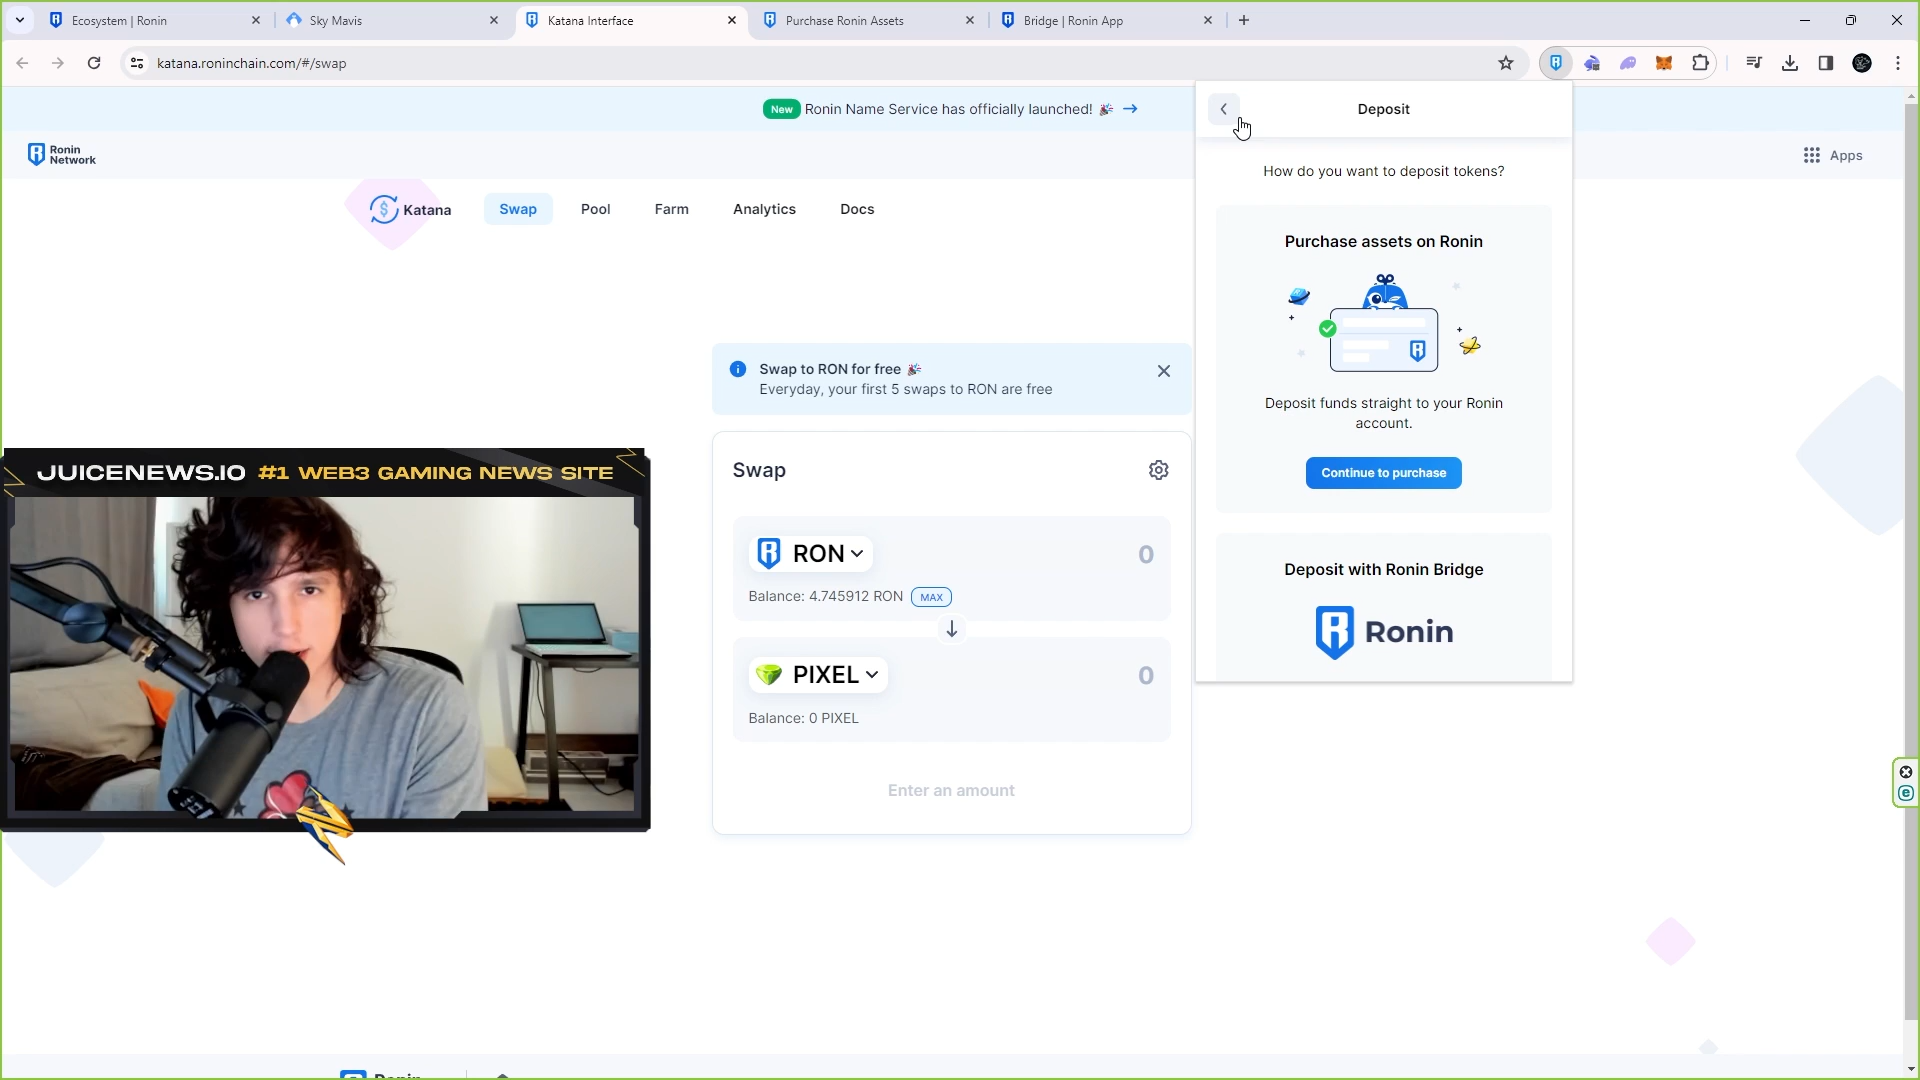 Ecosystem | Ronin
Sky Mavis
Katana Interface
Purchase Ronin Assets
Bridge | Ronin App
katana.roninchain.com/#/swap
New Ronin Name Service has officially launched! 🎉 →
Ronin
Network
Apps
Katana
Swap
Pool
Farm
Analytics
Docs
Deposit
How do you want to deposit tokens?
Purchase assets on Ronin
Deposit funds straight to your Ronin
account.
Continue to purchase
Deposit with Ronin Bridge
Ronin
Swap to RON for free 🎉
Everyday, your first 5 swaps to RON are free
Swap
RON
0
Balance: 4.745912 RON MAX
PIXEL
0
Balance: 0 PIXEL
Enter an amount
JUICENEWS.IO #1 WEB3 GAMING NEWS SITE
Ronin